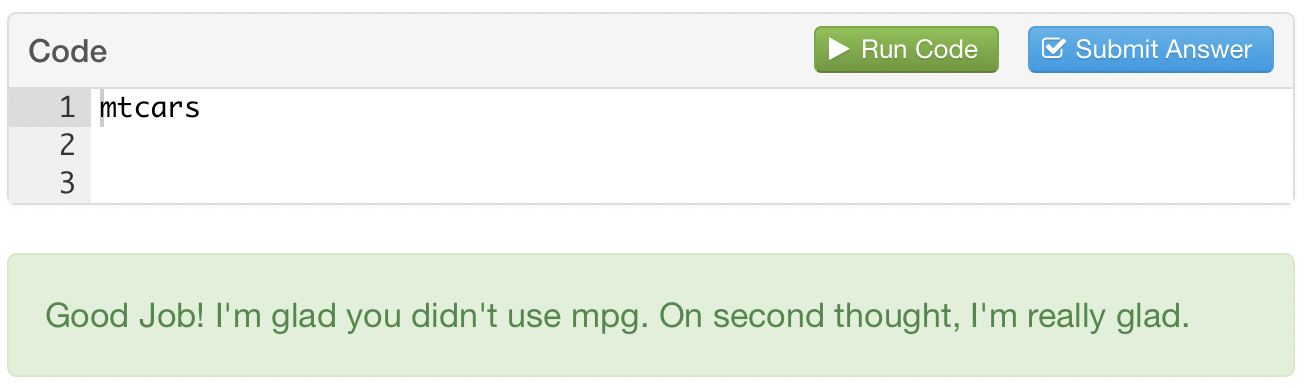 Code
Run Code
Submit Answer
1 mtcars
2
3
Good Job! I'm glad you didn't use mpg. On second thought, I'm really glad.